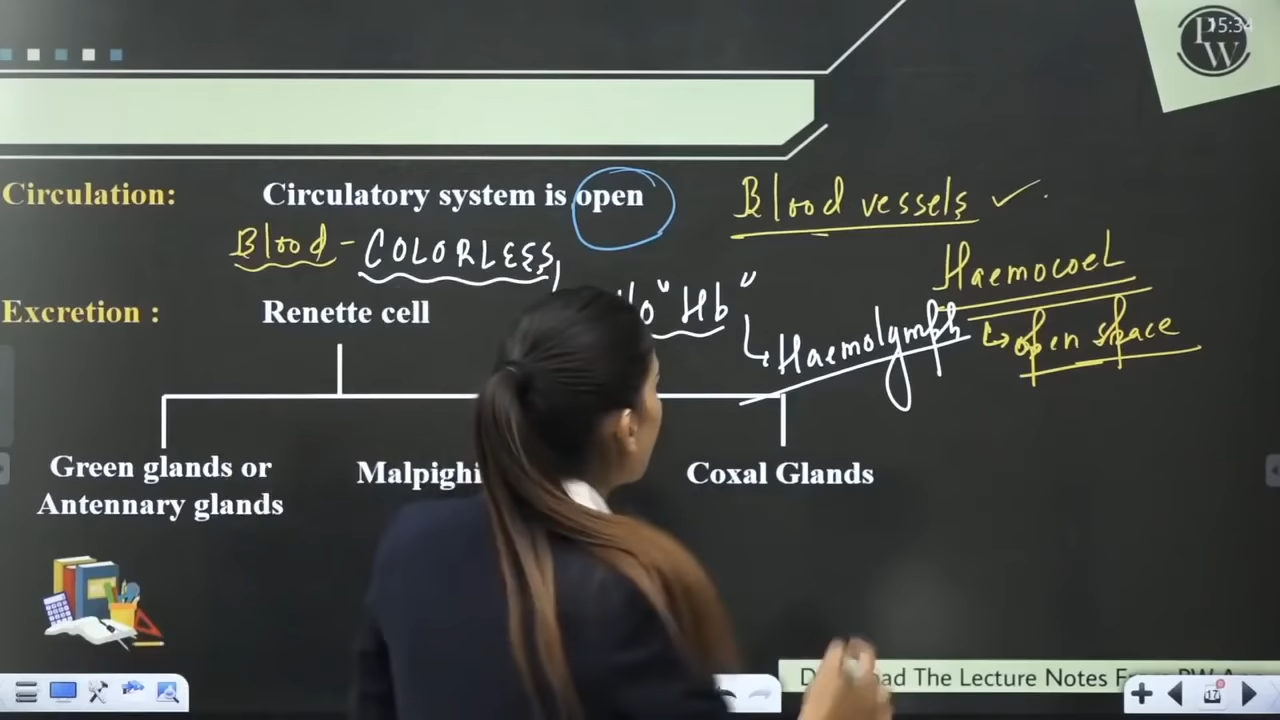 15:34
PW
Circulation: Circulatory system is open Blood vessels ✓
Blood - COLORLESS, Haemocoel
"Hb"
Excretion : Renette cell
↳ Haemolymph ↳ open space
Green glands or
Antennary glands
Malpighi
Coxal Glands
The Lecture Notes
17